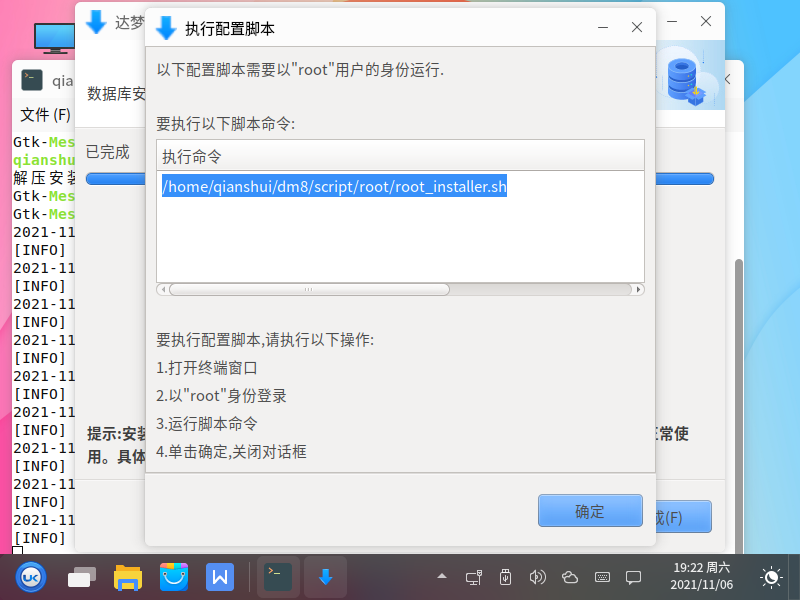 达梦
执行配置脚本
qia
数据库安
以下配置脚本需要以"root"用户的身份运行.
文件 (F)
要执行以下脚本命令:
Gtk-Mes
qianshu
已完成
执行命令
解压安装
/home/qianshui/dm8/script/root/root_installer.sh
Gtk-Mes
Gtk-Mes
2021-11
[INFO]
2021-11
[INFO]
2021-11
[INFO]
2021-11
[INFO]
2021-11
[INFO]
2021-11
[INFO]
2021-11
[INFO]
2021-11
[INFO]
2021-11
[INFO]
要执行配置脚本,请执行以下操作:
1.打开终端窗口
2.以"root"身份登录
3.运行脚本命令
4.单击确定,关闭对话框
提示:安装
正常使
用。具体
确定
成(F)
UK
W
19:22 周六
2021/11/06